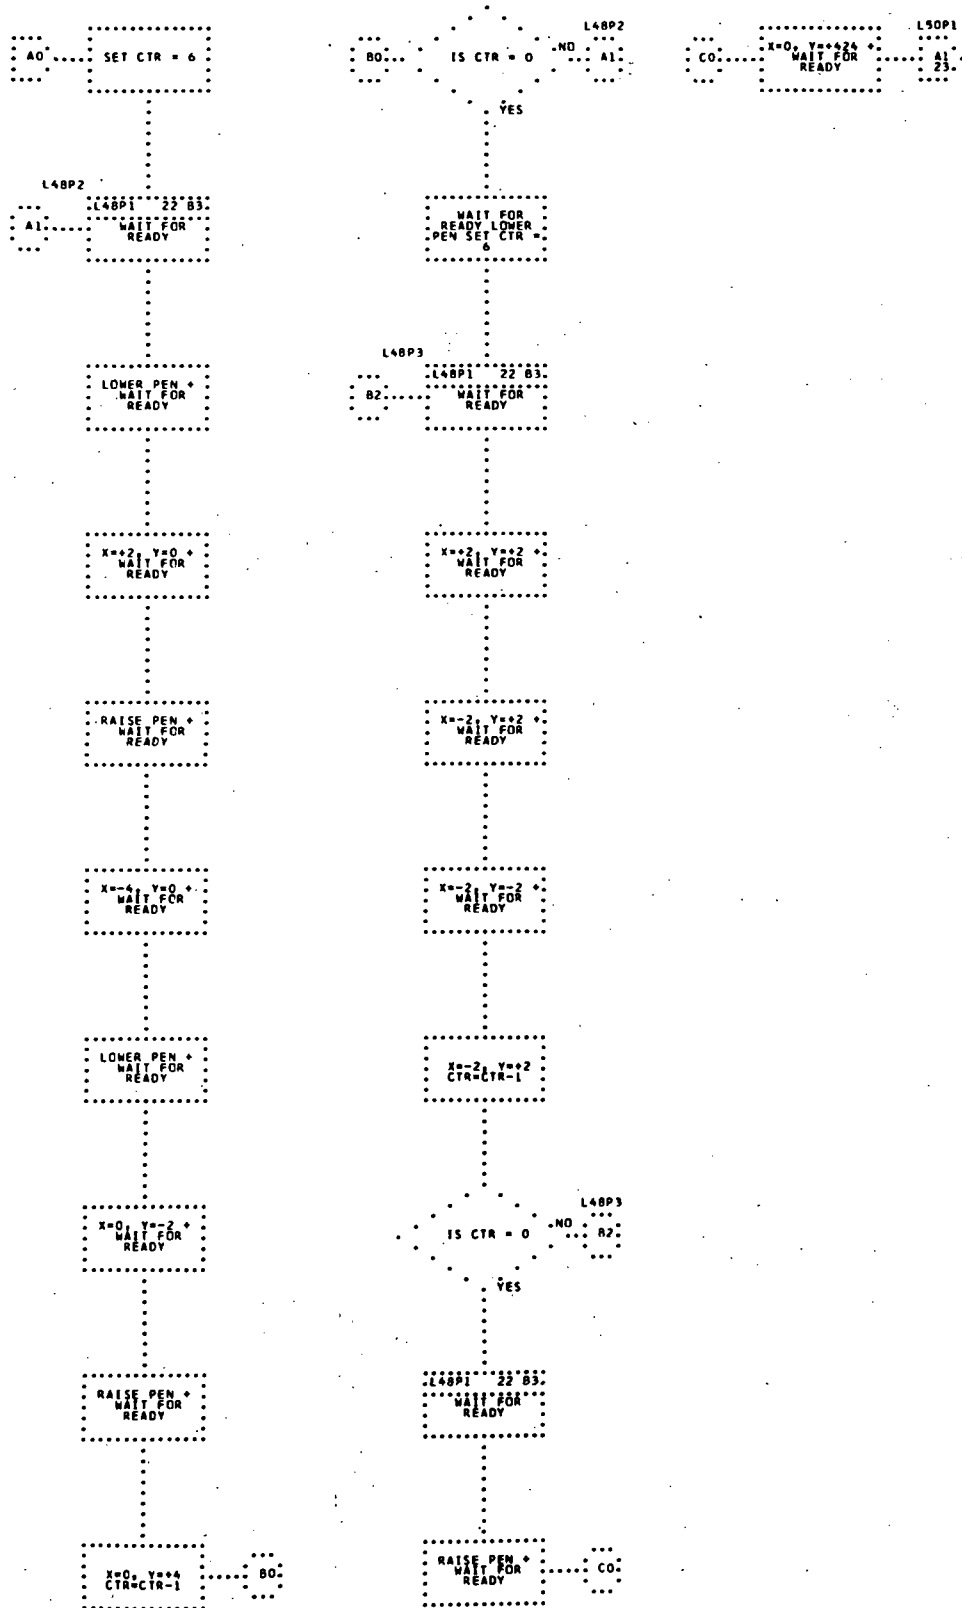 A0
SET CTR = 6
L48P2
L48P1 22 B3
A1
WAIT FOR
READY
LOWER PEN +
WAIT FOR
READY
X=+2, Y=0 +
WAIT FOR
READY
RAISE PEN +
WAIT FOR
READY
X=-4, Y=0 +
WAIT FOR
READY
LOWER PEN +
WAIT FOR
READY
X=0, Y=-2 +
WAIT FOR
READY
RAISE PEN +
WAIT FOR
READY
X=0, Y=+4
CTR=CTR-1
B0
B0
IS CTR = 0
NO
L48P2
A1
YES
WAIT FOR
READY LOWER
PEN SET CTR =
6
L48P3
L48P1 22 B3
B2
WAIT FOR
READY
X=+2, Y=+2 +
WAIT FOR
READY
X=-2, Y=+2 +
WAIT FOR
READY
X=-2, Y=-2 +
WAIT FOR
READY
X=-2, Y=+2
CTR=CTR-1
IS CTR = 0
NO
L48P3
B2
YES
L48P1 22 B3
WAIT FOR
READY
RAISE PEN +
WAIT FOR
READY
C0
C0
X=0, Y=+424 +
WAIT FOR
READY
L50P1
A1
23